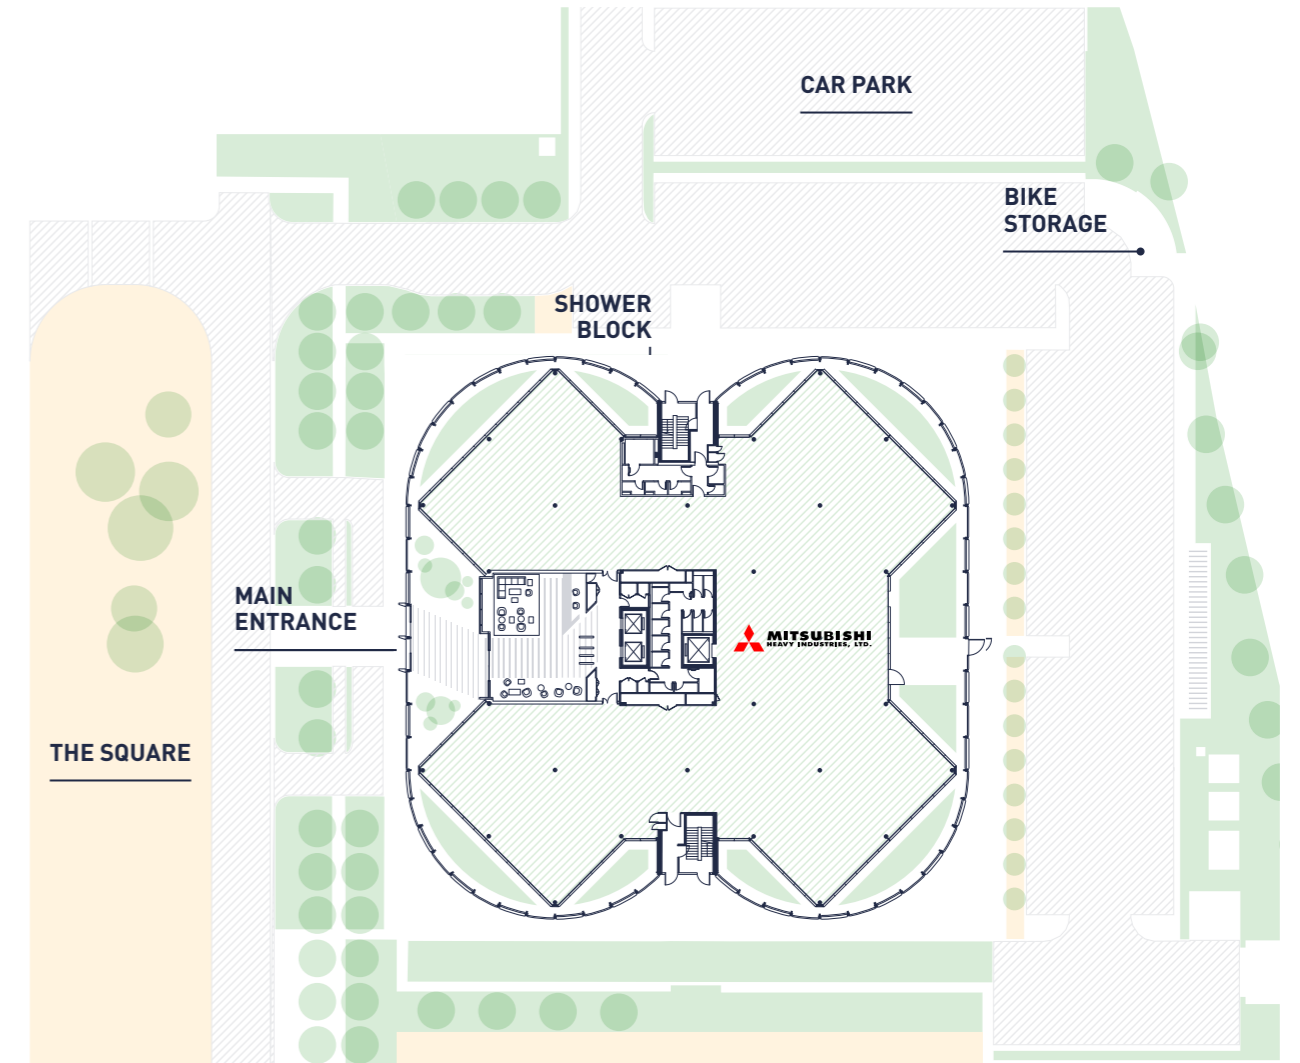 CAR PARK
BIKE
STORAGE
SHOWER
BLOCK
MAIN
ENTRANCE
MITSUBISHI
HEAVY INDUSTRIES, LTD.
THE SQUARE